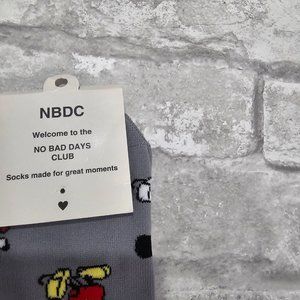 NBDC
Welcome to the
NO BAD DAYS
CLUB
Socks made for great moments